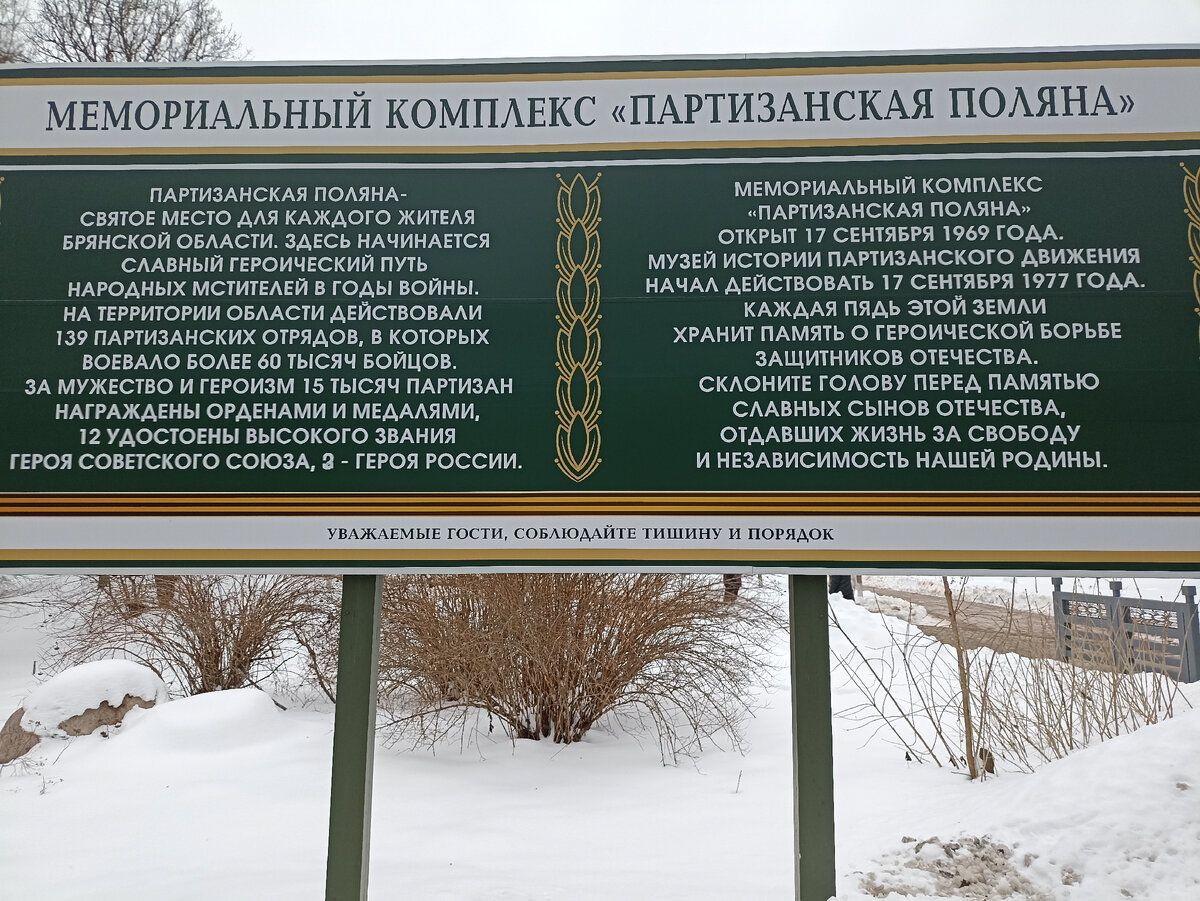 МЕМОРИАЛЬНЫЙ КОМПЛЕКС «ПАРТИЗАНСКАЯ ПОЛЯНА»
ПАРТИЗАНСКАЯ ПОЛЯНА-
СВЯТОЕ МЕСТО ДЛЯ КАЖДОГО ЖИТЕЛЯ
БРЯНСКОЙ ОБЛАСТИ. ЗДЕСЬ НАЧИНАЕТСЯ
СЛАВНЫЙ ГЕРОИЧЕСКИЙ ПУТЬ
НАРОДНЫХ МСТИТЕЛЕЙ В ГОДЫ ВОЙНЫ.
НА ТЕРРИТОРИИ ОБЛАСТИ ДЕЙСТВОВАЛИ
139 ПАРТИЗАНСКИХ ОТРЯДОВ, В КОТОРЫХ
ВОЕВАЛО БОЛЕЕ 60 ТЫСЯЧ БОЙЦОВ.
ЗА МУЖЕСТВО И ГЕРОИЗМ 15 ТЫСЯЧ ПАРТИЗАН
НАГРАЖДЕНЫ ОРДЕНАМИ И МЕДАЛЯМИ,
12 УДОСТОЕНЫ ВЫСОКОГО ЗВАНИЯ
ГЕРОЯ СОВЕТСКОГО СОЮЗА, - ГЕРОЯ РОССИИ.
МЕМОРИАЛЬНЫЙ КОМПЛЕКС
«ПАРТИЗАНСКАЯ ПОЛЯНА»
ОТКРЫТ 17 СЕНТЯБРЯ 1969 ГОДА.
МУЗЕЙ ИСТОРИИ ПАРТИЗАНСКОГО ДВИЖЕНИЯ
НАЧАЛ ДЕЙСТВОВАТЬ 17 СЕНТЯБРЯ 1977 ГОДА.
КАЖДАЯ ПЯДЬ ЭТОЙ ЗЕМЛИ
ХРАНИТ ПАМЯТЬ О ГЕРОИЧЕСКОЙ БОРЬБЕ
ЗАЩИТНИКОВ ОТЕЧЕСТВА.
СКЛОНИТЕ ГОЛОВУ ПЕРЕД ПАМЯТЬЮ
СЛАВНЫХ СЫНОВ ОТЕЧЕСТВА,
ОТДАВШИХ ЖИЗНЬ ЗА СВОБОДУ
И НЕЗАВИСИМОСТЬ НАШЕЙ РОДИНЫ.
УВАЖАЕМЫЕ ГОСТИ, СОБЛЮДАЙТЕ ТИШИНУ И ПОРЯДОК